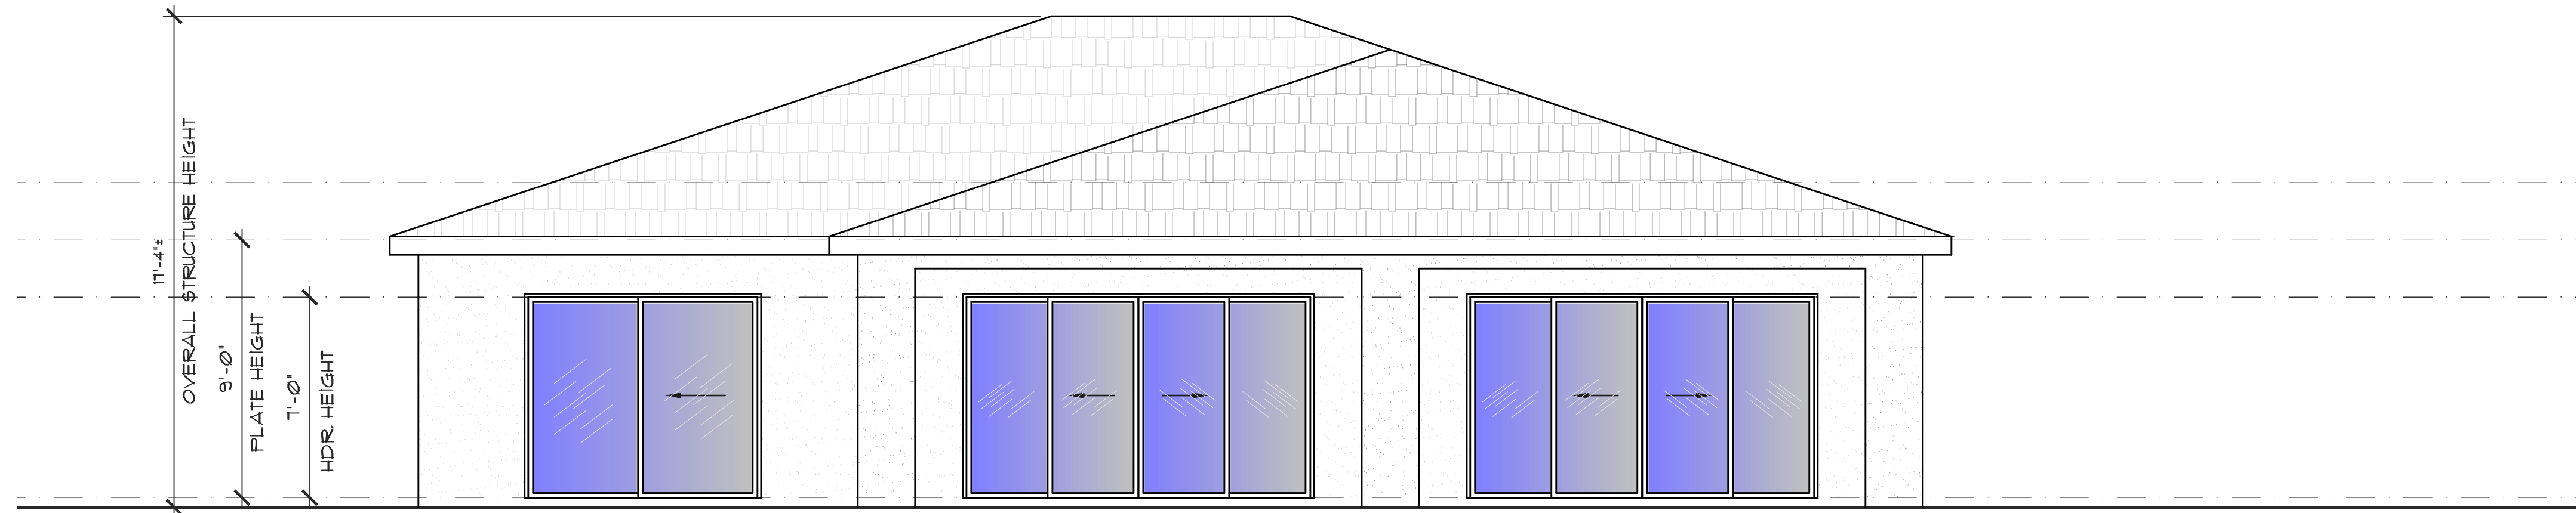 17'-4"±
OVERALL STRUCTURE HEIGHT
9'-0"
PLATE HEIGHT
7'-0"
HDR. HEIGHT